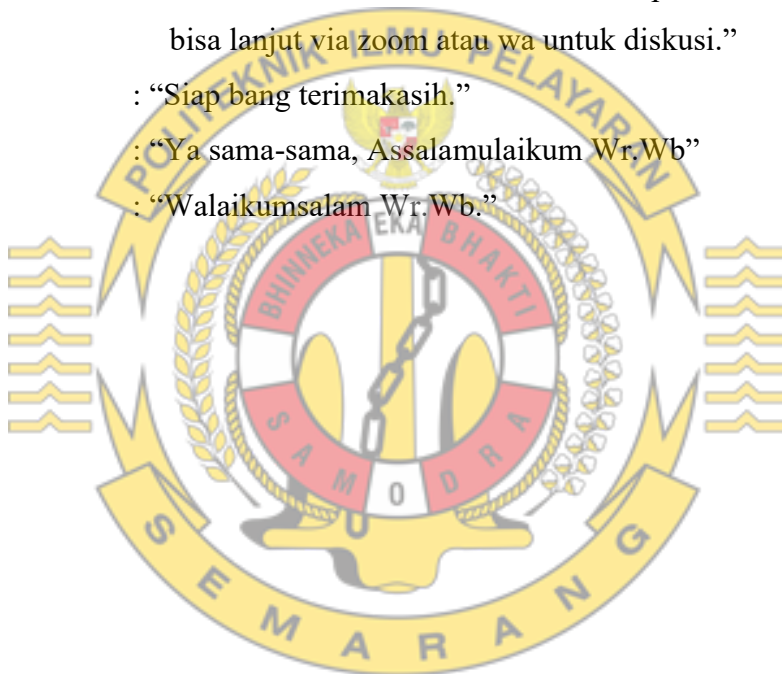 bisa lanjut via zoom atau wa untuk diskusi.”
: “Siap bang terimakasih.”
: “Ya sama-sama, Assalamulaikum Wr.Wb”
: “Walaikumsalam Wr.Wb.”
POLITEKNIK ILMU PELAYARAN
BHINNEKA EKA BHAKTI
SAMODRA
SEMARANG